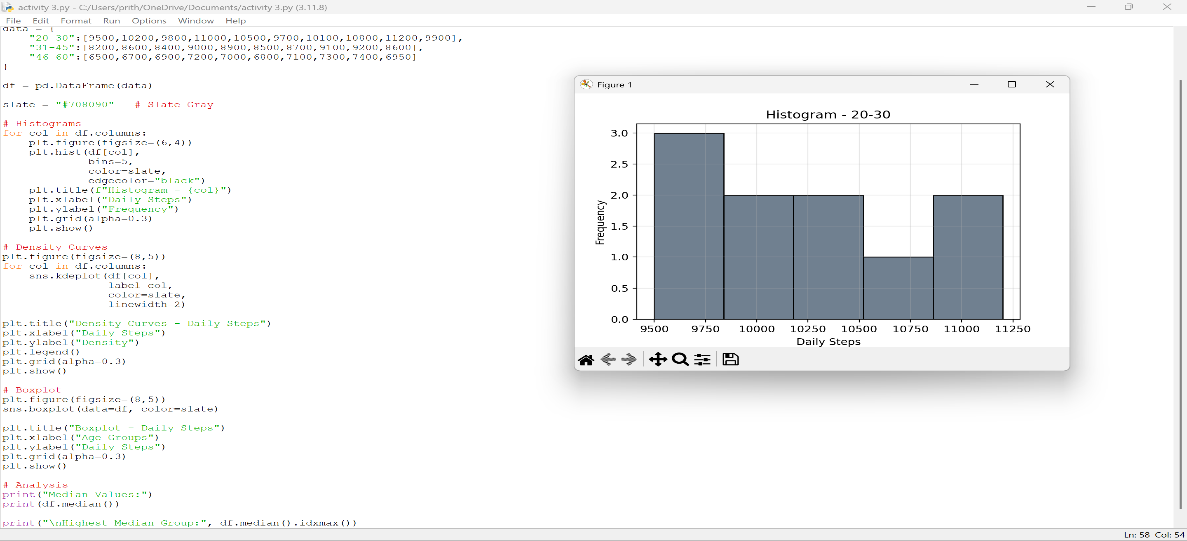 activity 3.py - C:/Users/prith/OneDrive/Documents/activity 3.py (3.11.8)
File Edit Format Run Options Window Help
data = {
"20-30":[9500,10200,9800,11000,10500,9700,10100,10800,11200,9900],
"31-45":[8200,8600,8400,9000,8900,8500,8700,9100,9200,8600],
"46-60":[6500,6700,6900,7200,7000,6800,7100,7300,7400,6950]
}
df = pd.DataFrame(data)
slate = "#708090" # Slate Gray
# Histograms
for col in df.columns:
plt.figure(figsize=(6,4))
plt.hist(df[col],
bins=5,
color=slate,
edgecolor="black")
plt.title(f"Histogram - {col}")
plt.xlabel("Daily Steps")
plt.ylabel("Frequency")
plt.grid(alpha=0.3)
plt.show()
# Density Curves
plt.figure(figsize=(8,5))
for col in df.columns:
sns.kdeplot(df[col],
label=col,
color=slate,
linewidth=2)
plt.title("Density Curves - Daily Steps")
plt.xlabel("Daily Steps")
plt.ylabel("Density")
plt.legend()
plt.grid(alpha=0.3)
plt.show()
# Boxplot
plt.figure(figsize=(8,5))
sns.boxplot(data=df, color=slate)
plt.title("Boxplot - Daily Steps")
plt.xlabel("Age Groups")
plt.ylabel("Daily Steps")
plt.grid(alpha=0.3)
plt.show()
# Analysis
print("Median Values:")
print(df.median())
print("\nHighest Median Group:", df.median().idxmax())
Figure 1
Histogram - 20-30
3.0
2.5
2.0
1.5
1.0
0.5
0.0
Frequency
9500 9750 10000 10250 10500 10750 11000 11250
Daily Steps
Ln: 58 Col: 54